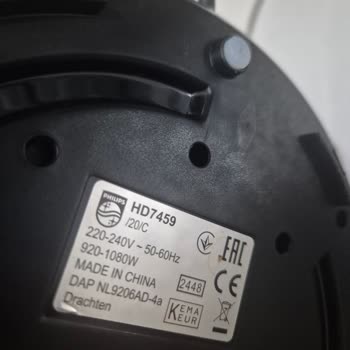 PHILIPS
HD7459
/20/C
220-240V ~ 50-60Hz
920-1080W
MADE IN CHINA
DAP NL9206AD-4a
Drachten
EAC
CE
2448
KEMA
KEUR